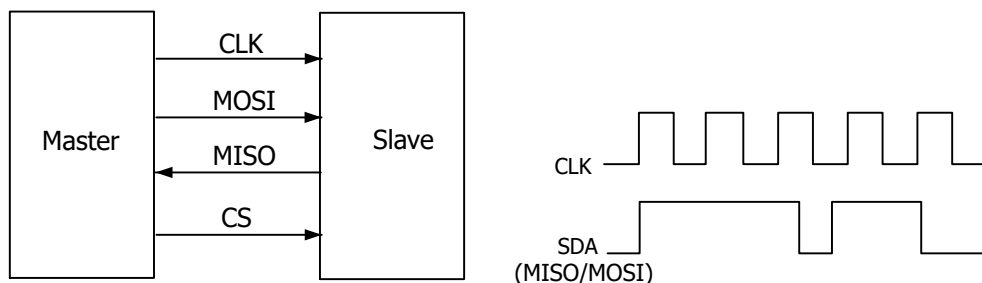 CLK
MOSI
Master
Slave
MISO
CS
CLK
SDA
(MISO/MOSI)